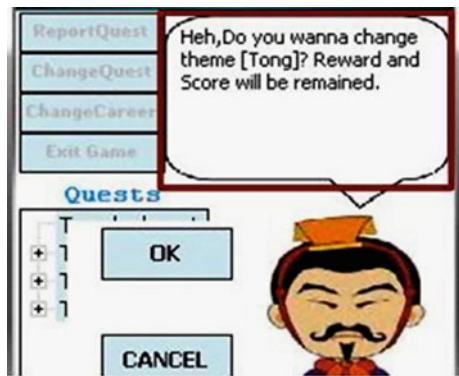 ReportQuest
ChangeQuest
ChangeCareer
Exit Game
Heh,Do you wanna change
theme [Tong]? Reward and
Score will be remained.
Quests
OK
CANCEL